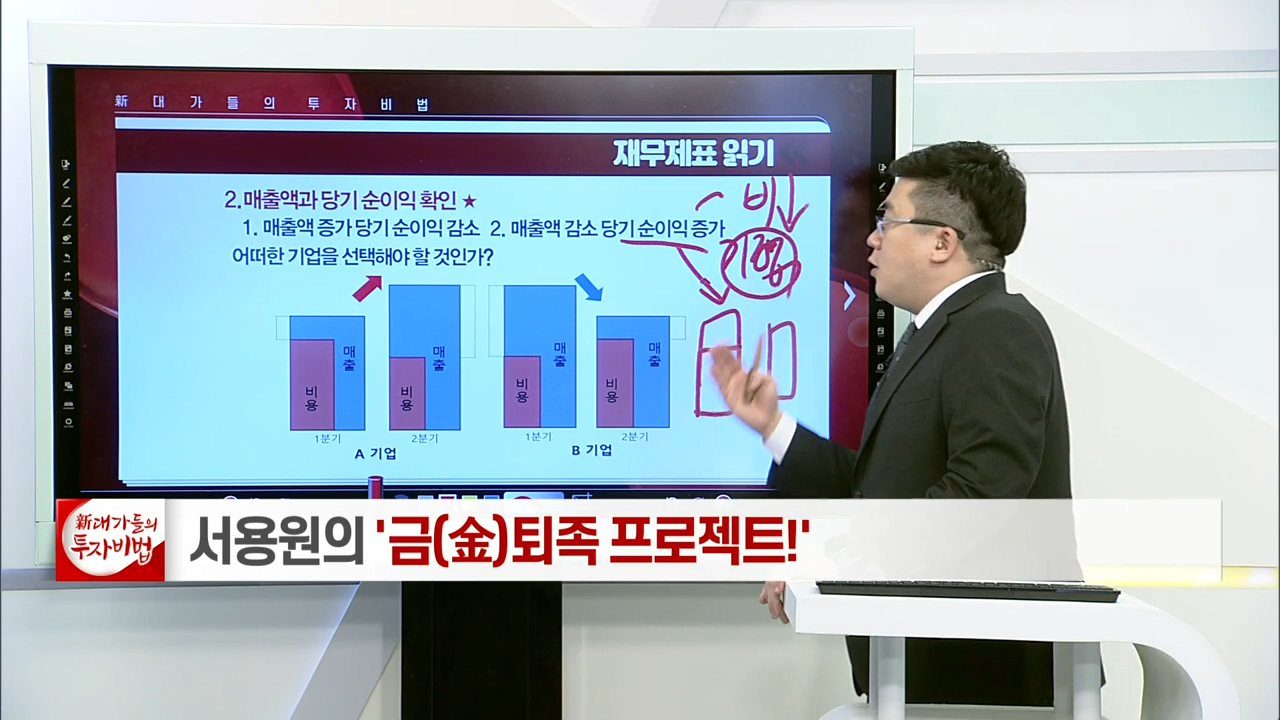 新 대 가 들 의 투 자 비 법
재무제표 읽기
2. 매출액과 당기 순이익 확인 ★
1. 매출액 증가 당기 순이익 감소 2. 매출액 감소 당기 순이익 증가
어떠한 기업을 선택해야 할 것인가?
비
기업
매출 매출 매출 매출
비용 비용 비용 비용
1분기 2분기 1분기 2분기
A 기업 B 기업
新대가들의
투자비법
서용원의 '금(金)퇴족 프로젝트!'